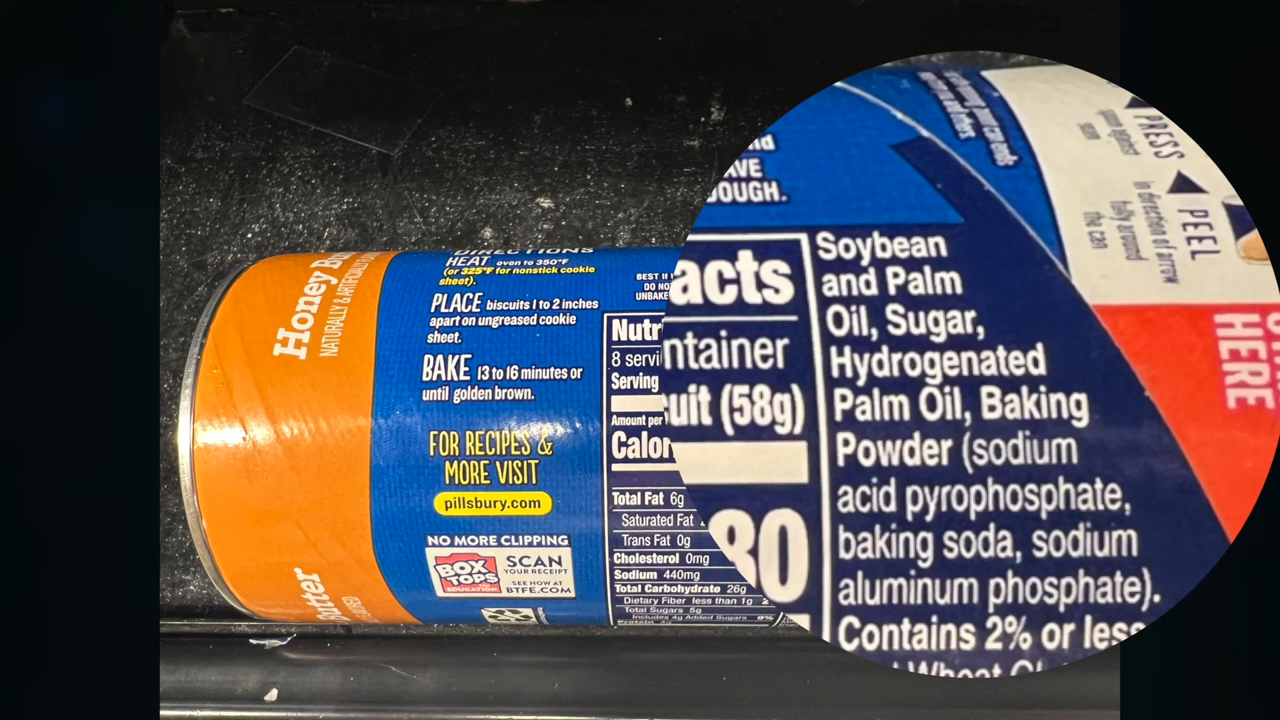 Honey Bu
NATURALLY & ARTIFICIALLY
Butter
DIRECTIONS
HEAT oven to 350°F
(or 325°F for nonstick cookie
sheet).
PLACE biscuits 1 to 2 inches
apart on ungreased cookie
sheet.
BAKE 13 to 16 minutes or
until golden brown.
FOR RECIPES &
MORE VISIT
pillsbury.com
NO MORE CLIPPING
BOX
TOPS
EDUCATION
SCAN
YOUR RECEIPT
SEE HOW AT
BTFE.COM
BEST I
DO NO
UNBAKE
Nutr
8 servi
Serving
Amount per
Calor
Total Fat 6g
Saturated Fat
Trans Fat 0g
Cholesterol 0mg
Sodium 440mg
Total Carbohydrate 26g
Dietary Fiber less than 1g
Total Sugars 5g
Includes 4g Added Sugars
AVE
OUGH.
acts
ntainer
uit (58g)
80
Soybean
and Palm
Oil, Sugar,
Hydrogenated
Palm Oil, Baking
Powder (sodium
acid pyrophosphate,
baking soda, sodium
aluminum phosphate).
Contains 2% or less
PRESS
PEEL
in direction of arrow
fully around
the can
HERE